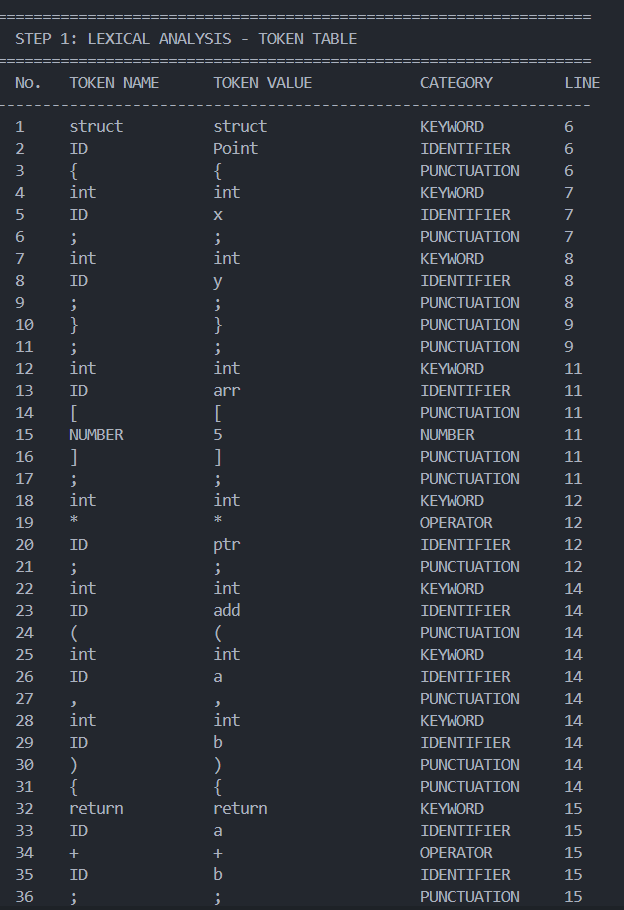 =================================================================
STEP 1: LEXICAL ANALYSIS - TOKEN TABLE
=================================================================
No. TOKEN NAME TOKEN VALUE CATEGORY LINE
-----------------------------------------------------------------
1 struct struct KEYWORD 6
2 ID Point IDENTIFIER 6
3 { { PUNCTUATION 6
4 int int KEYWORD 7
5 ID x IDENTIFIER 7
6 ; ; PUNCTUATION 7
7 int int KEYWORD 8
8 ID y IDENTIFIER 8
9 ; ; PUNCTUATION 8
10 } } PUNCTUATION 9
11 ; ; PUNCTUATION 9
12 int int KEYWORD 11
13 ID arr IDENTIFIER 11
14 [ [ PUNCTUATION 11
15 NUMBER 5 NUMBER 11
16 ] ] PUNCTUATION 11
17 ; ; PUNCTUATION 11
18 int int KEYWORD 12
19 * * OPERATOR 12
20 ID ptr IDENTIFIER 12
21 ; ; PUNCTUATION 12
22 int int KEYWORD 14
23 ID add IDENTIFIER 14
24 ( ( PUNCTUATION 14
25 int int KEYWORD 14
26 ID a IDENTIFIER 14
27 , , PUNCTUATION 14
28 int int KEYWORD 14
29 ID b IDENTIFIER 14
30 ) ) PUNCTUATION 14
31 { { PUNCTUATION 14
32 return return KEYWORD 15
33 ID a IDENTIFIER 15
34 + + OPERATOR 15
35 ID b IDENTIFIER 15
36 ; ; PUNCTUATION 15